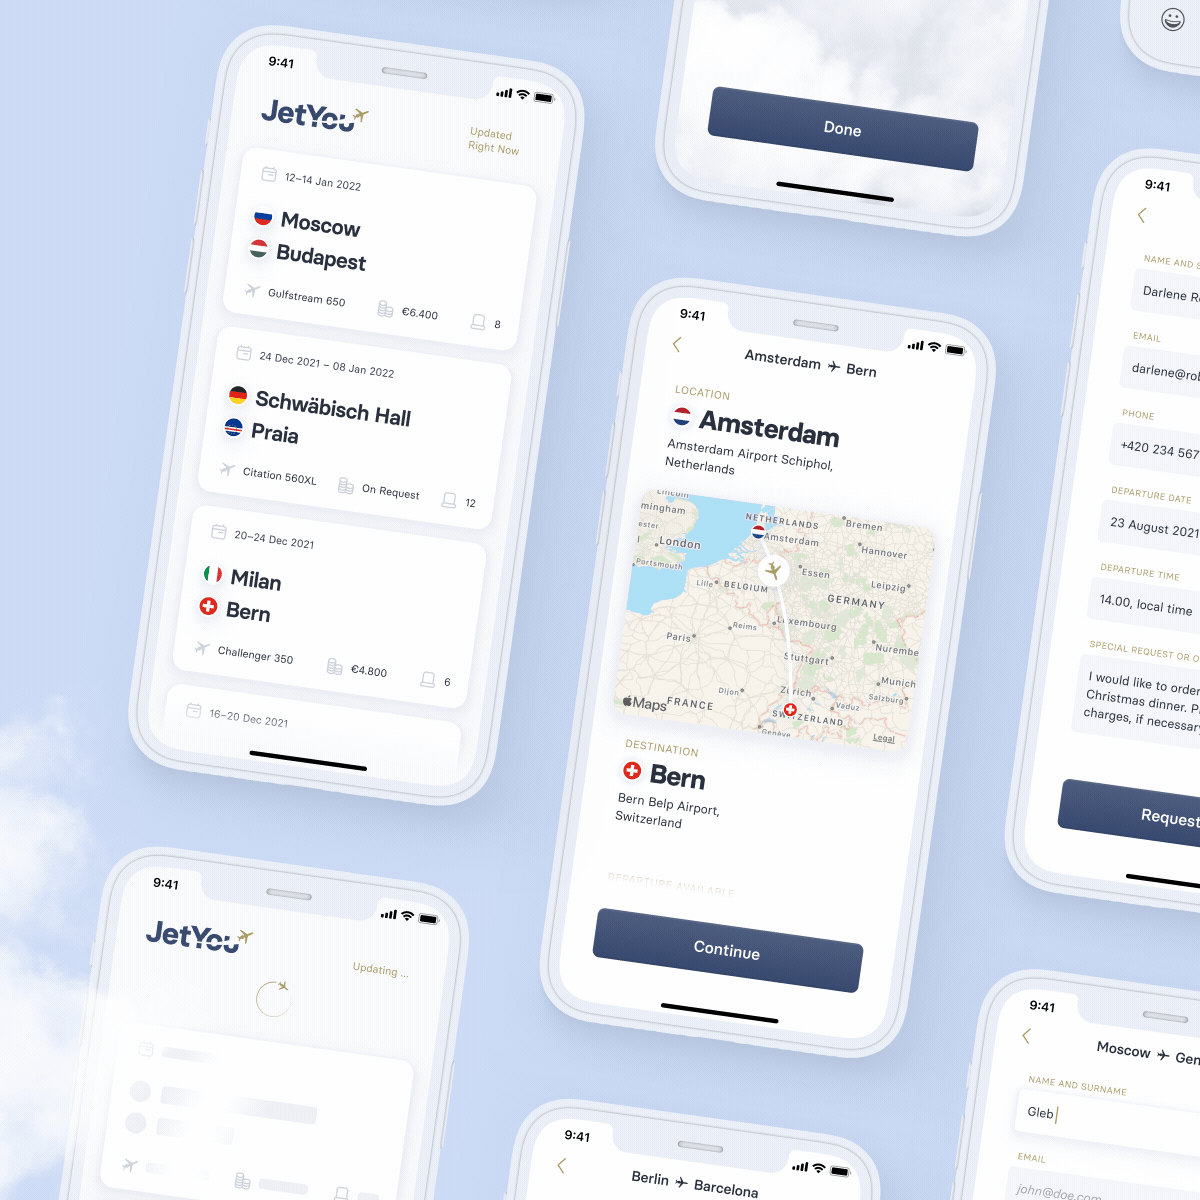 9:41
JetYou
Updated
Right Now
12–14 Jan 2022
Moscow
Budapest
Gulfstream 650
€6.400
8
24 Dec 2021 – 08 Jan 2022
Schwäbisch Hall
Praia
Citation 560XL
On Request
12
20–24 Dec 2021
Milan
Bern
Challenger 350
€4.800
6
16–20 Dec 2021
Done
9:41
Amsterdam Bern
LOCATION
Amsterdam
Amsterdam Airport Schiphol,
Netherlands
Lincoln
mingham
NETHERLANDS
Bremen
ester
London
Amsterdam
Hannover
Portsmouth
Essen
Leipzig
Lille
BELGIUM
GERMANY
Paris
Reims
Luxembourg
Nurembe
Stuttgart
Munich
Dijon
Zurich
Salzburg
Maps
FRANCE
Vaduz
SWITZERLAND
Genève
Legal
DESTINATION
Bern
Bern Belp Airport,
Switzerland
DEPARTURE AVAILABLE
Continue
9:41
NAME AND S
Darlene R
EMAIL
darlene@rob
PHONE
+420 234 567
DEPARTURE DATE
23 August 2021
DEPARTURE TIME
14.00, local time
SPECIAL REQUEST OR O
I would like to order
Christmas dinner. P
charges, if necessary
Request
9:41
JetYou
Updating ...
9:41
Berlin Barcelona
9:41
Moscow Gen
NAME AND SURNAME
Gleb
EMAIL
john@doe.com